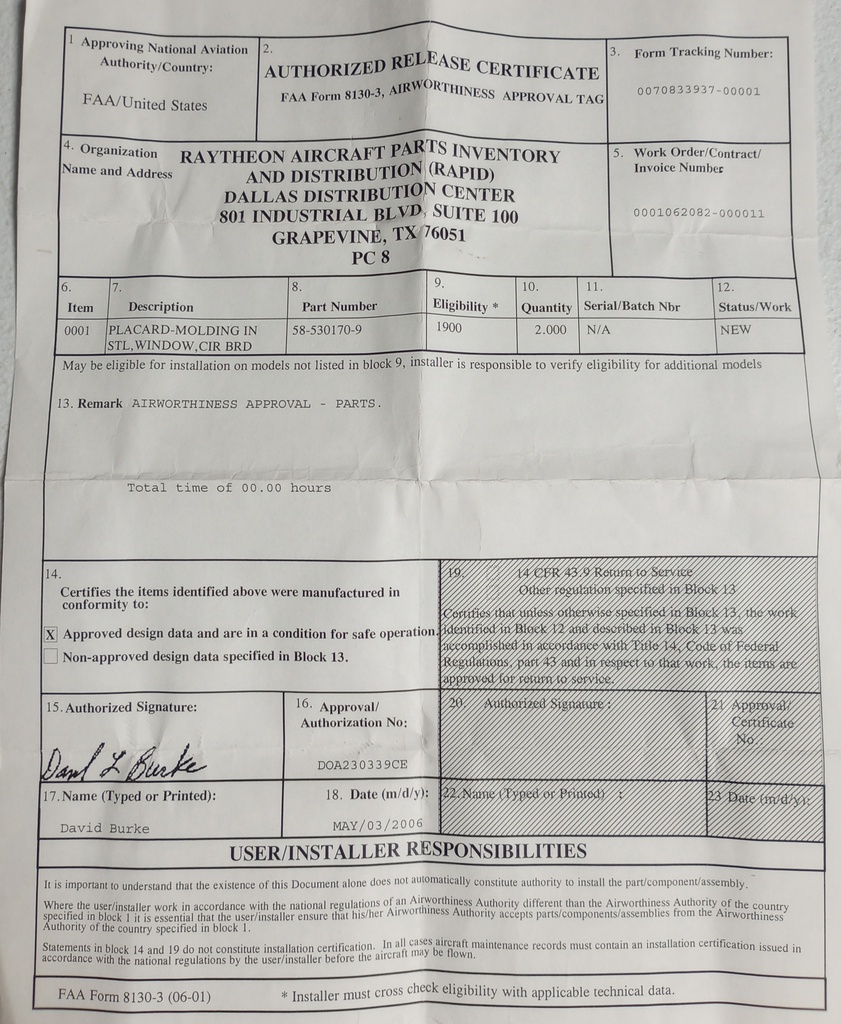 1 Approving National Aviation
Authority/Country:
FAA/United States
2.
AUTHORIZED RELEASE CERTIFICATE
FAA Form 8130-3, AIRWORTHINESS APPROVAL TAG
3. Form Tracking Number:
0070833937-00001
4. Organization
Name and Address
RAYTHEON AIRCRAFT PARTS INVENTORY
AND DISTRIBUTION (RAPID)
DALLAS DISTRIBUTION CENTER
801 INDUSTRIAL BLVD, SUITE 100
GRAPEVINE, TX 76051
PC 8
5. Work Order/Contract/
Invoice Number
0001062082-000011
6. 7. 8. 9. 10. 11. 12.
Item Description Part Number Eligibility * Quantity Serial/Batch Nbr Status/Work
0001 PLACARD-MOLDING IN 58-530170-9 1900 2.000 N/A NEW
STL,WINDOW,CIR BRD
May be eligible for installation on models not listed in block 9, installer is responsible to verify eligibility for additional models
13. Remark AIRWORTHINESS APPROVAL - PARTS.
Total time of 00.00 hours
14.
Certifies the items identified above were manufactured in
conformity to:
X Approved design data and are in a condition for safe operation.
Non-approved design data specified in Block 13.
19. 14 CFR 43.9 Return to Service
Other regulation specified in Block 13
Certifies that unless otherwise specified in Block 13, the work
identified in Block 12 and described in Block 13 was
accomplished in accordance with Title 14, Code of Federal
Regulations, part 43 and in respect to that work, the items are
approved for return to service.
15. Authorized Signature:
Davd L Burke
16. Approval/
Authorization No:
DOA230339CE
20. Authorized Signature :
21 Approval/
Certificate
No.
17. Name (Typed or Printed):
David Burke
18. Date (m/d/y):
MAY/03/2006
22. Name (Typed or Printed) :
23 Date (m/d/y):
USER/INSTALLER RESPONSIBILITIES
It is important to understand that the existence of this Document alone does not automatically constitute authority to install the part/component/assembly.
Where the user/installer work in accordance with the national regulations of an Airworthiness Authority different than the Airworthiness Authority of the country
specified in block 1 it is essential that the user/installer ensure that his/her Airworthiness Authority accepts parts/components/assemblies from the Airworthiness
Authority of the country specified in block 1.
Statements in block 14 and 19 do not constitute installation certification. In all cases aircraft maintenance records must contain an installation certification issued in
accordance with the national regulations by the user/installer before the aircraft may be flown.
FAA Form 8130-3 (06-01) * Installer must cross check eligibility with applicable technical data.